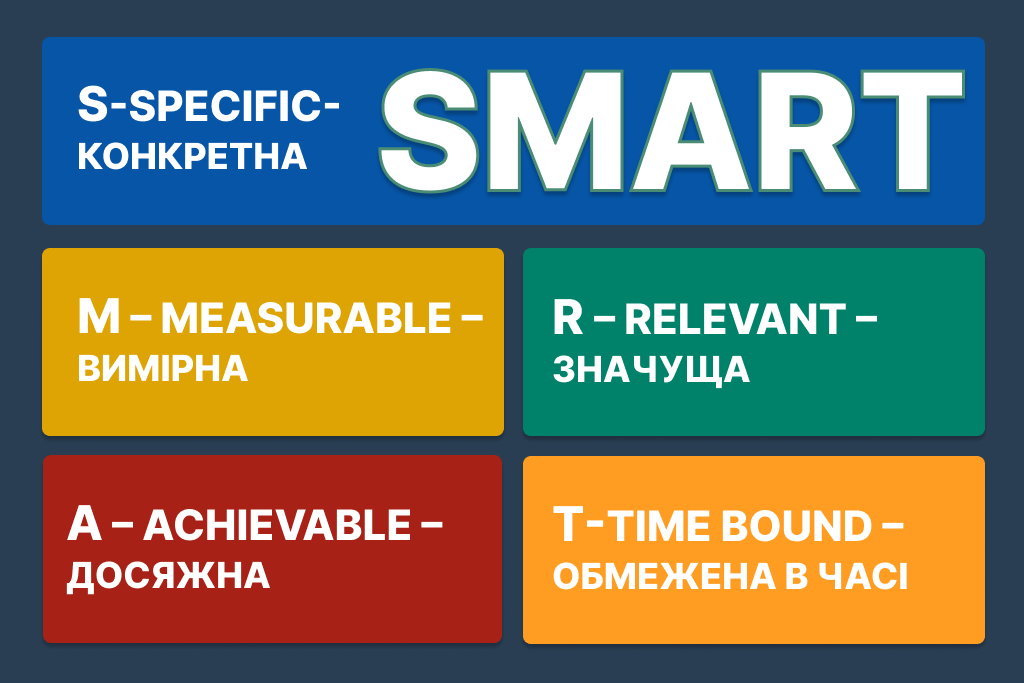 S-SPECIFIC-
КОНКРЕТНА
SMART
M – MEASURABLE –
ВИМІРНА
R – RELEVANT –
ЗНАЧУЩА
A – ACHIEVABLE –
ДОСЯЖНА
T-TIME BOUND –
ОБМЕЖЕНА В ЧАСІ